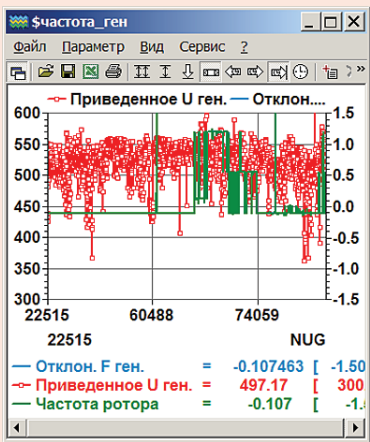 $частота_ген
Файл Параметр Вид Сервис ?
Приведенное U ген. Отклон....
600 1.5
550 1.0
500 0.5
450 0.0
400 -0.5
350 -1.0
300 -1.5
22515 60488 74059
22515 NUG
Отклон. F ген. = -0.107463 [ -1.50
Приведенное U ген. = 497.17 [ 300.
Частота ротора = -0.107 [ -1.